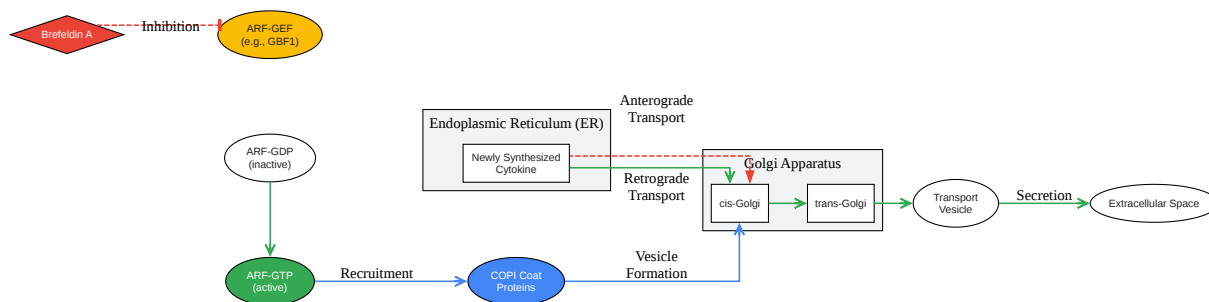 Brefeldin A
Inhibition
ARF-GEF
(e.g., GBF1)
Anterograde
Transport
Endoplasmic Reticulum (ER)
Newly Synthesized
Cytokine
ARF-GDP
(inactive)
Golgi Apparatus
Retrograde
Transport
cis-Golgi
trans-Golgi
Transport
Vesicle
Secretion
Extracellular Space
ARF-GTP
(active)
Recruitment
COPI Coat
Proteins
Vesicle
Formation